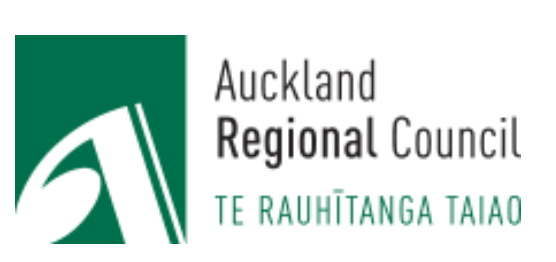 Auckland
Regional Council
TE RAUHĪTANGA TAIAO